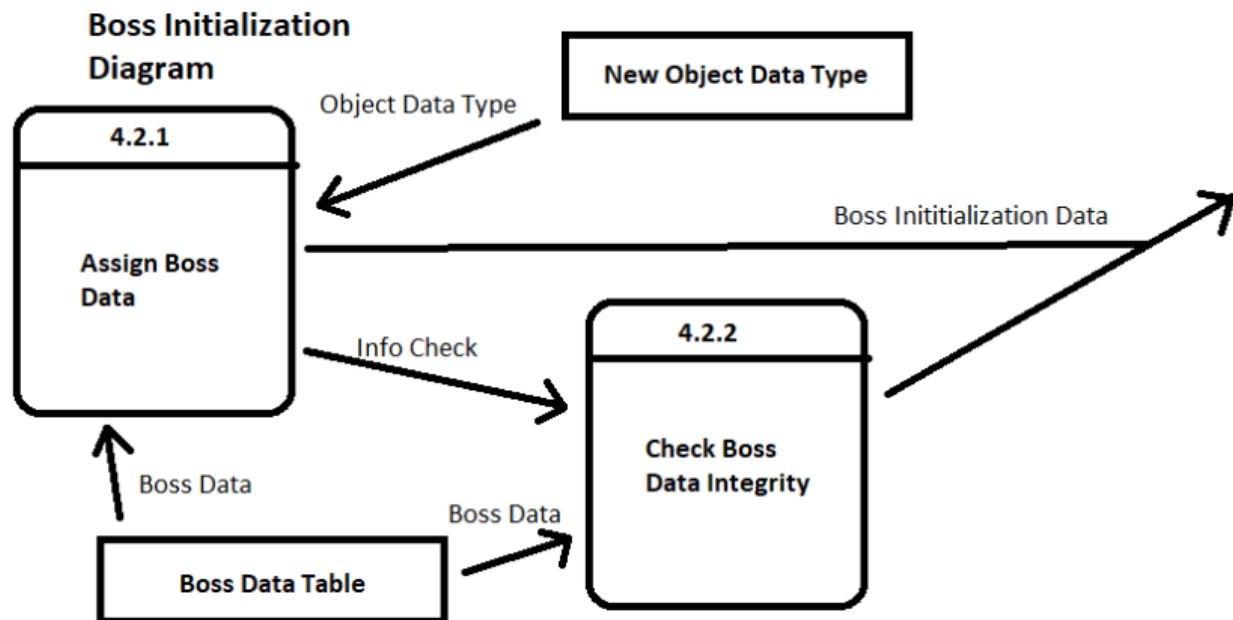 Boss Initialization
Diagram
New Object Data Type
Object Data Type
4.2.1
Boss Inititialization Data
Assign Boss
Data
4.2.2
Info Check
Check Boss
Data Integrity
Boss Data
Boss Data
Boss Data Table